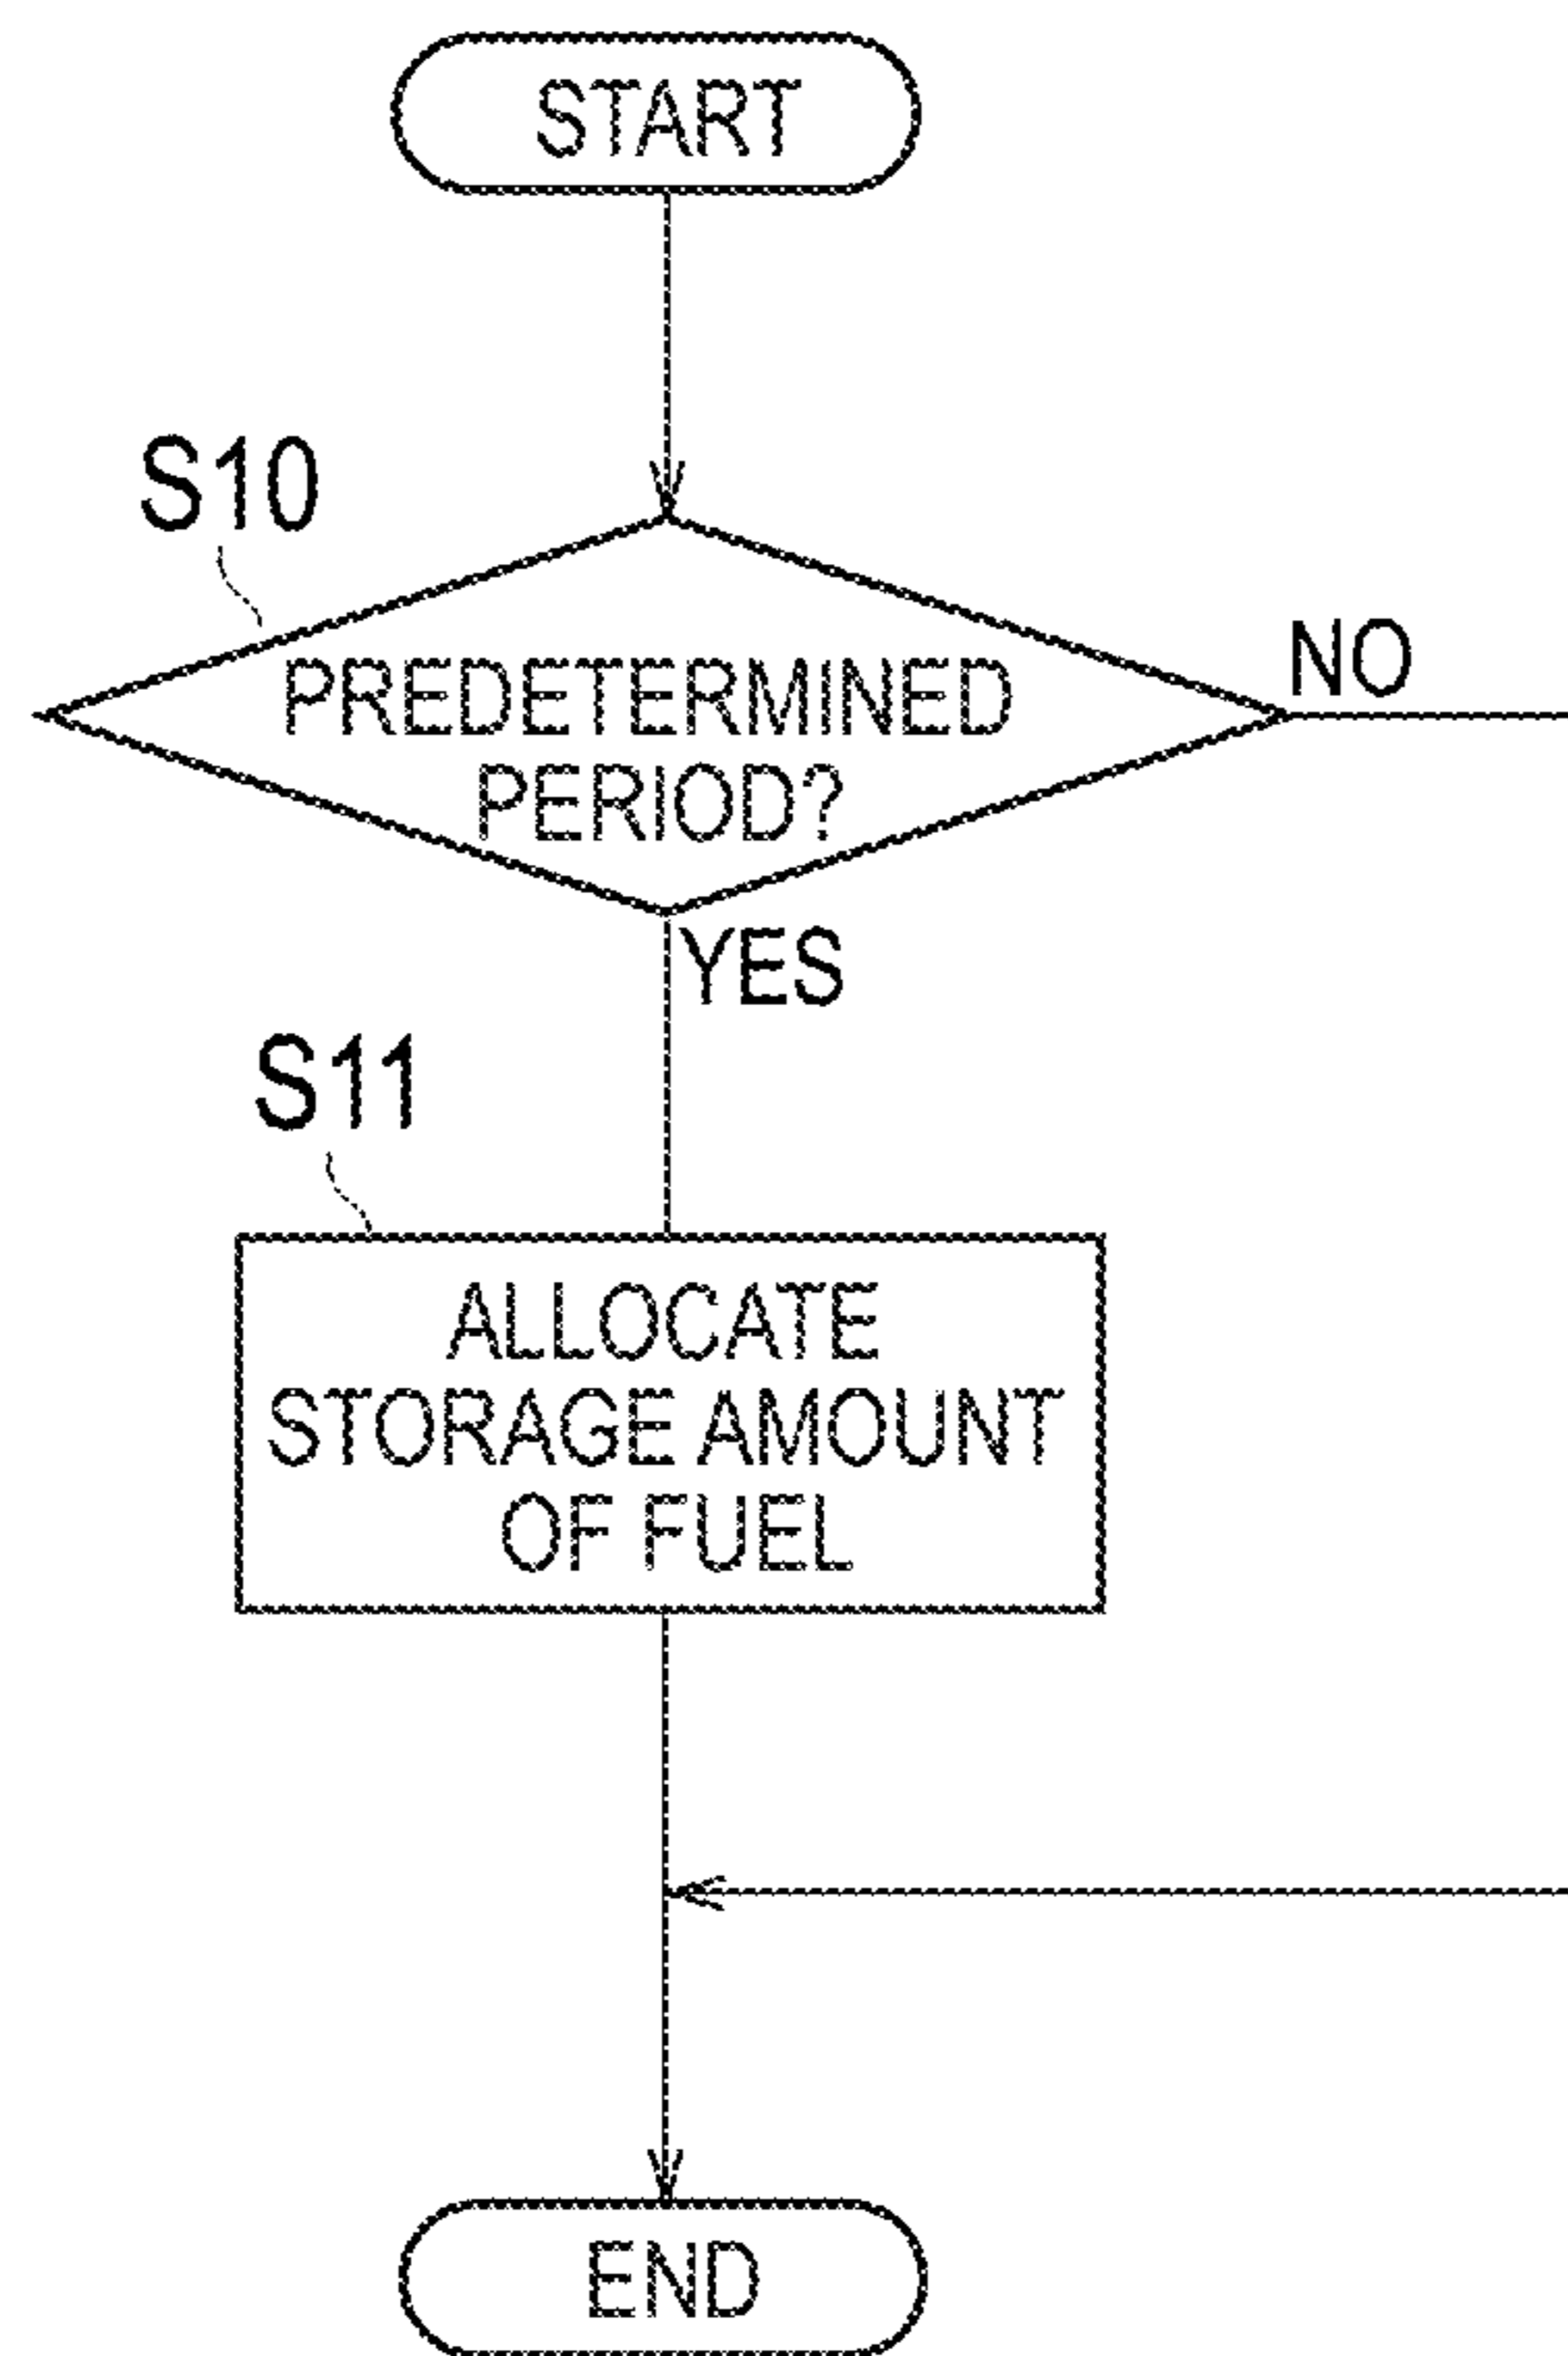 START
S10
PREDETERMINED
PERIOD?
NO
YES
S11
ALLOCATE
STORAGE AMOUNT
OF FUEL
END